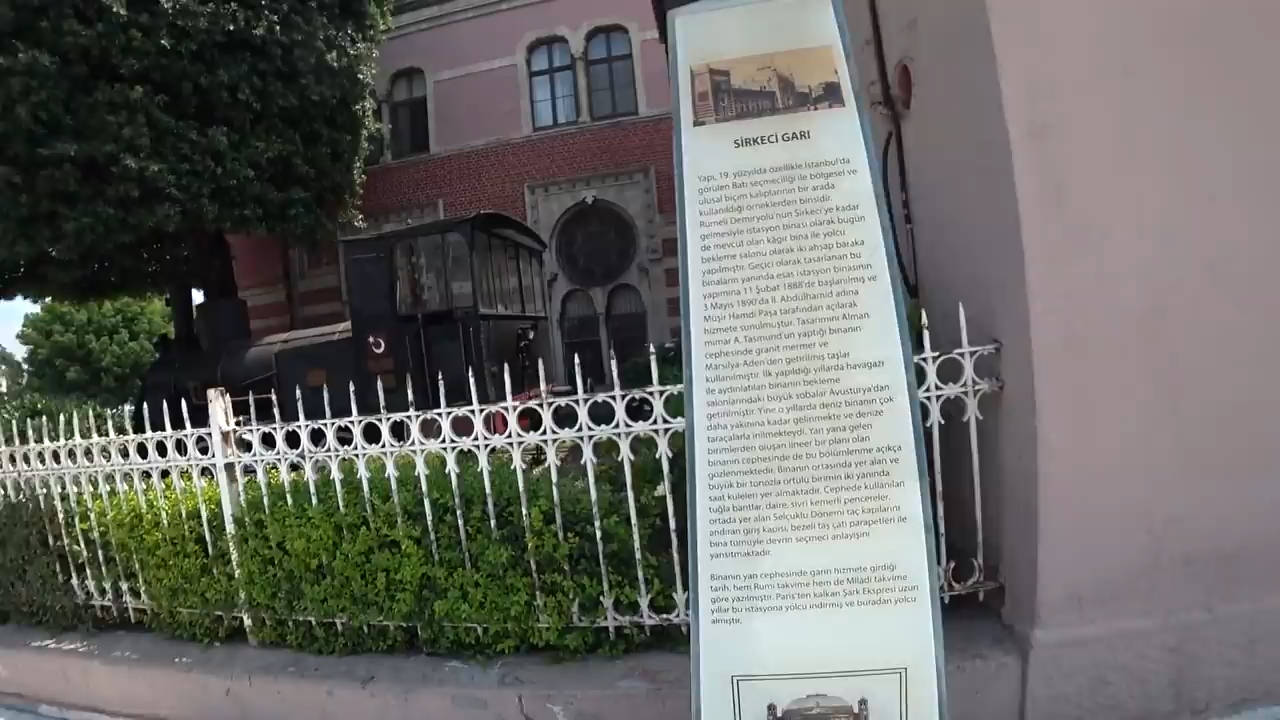 SİRKECİ GARI
Yapı, 19. yüzyılda özellikle İstanbul'da
görülen Batı seçmeciliği ile bölgesel ve
ulusal biçim kalıplarının bir arada
kullanıldığı örneklerden birisidir.
Rumeli Demiryolu'nun Sirkeci'ye kadar
gelmesiyle istasyon binası olarak bugün
de mevcut olan kâgir bina ile yolcu
bekleme salonu olarak iki ahşap baraka
yapılmıştır. Geçici olarak tasarlanan bu
binaların yanında esas istasyon binasının
yapımına 11 Şubat 1888'de başlanılmış ve
3 Mayıs 1890'da II. Abdülhamid adına
Müşir Hamdi Paşa tarafından açılarak
hizmete sunulmuştur. Tasarımını Alman
mimar A. Tasmund'un yaptığı binanın
cephesinde granit mermer ve
Marsilya-Aden'den getirilmiş taşlar
kullanılmıştır. İlk yapıldığı yıllarda havagazı
ile aydınlatılan binanın bekleme
salonlarındaki büyük sobalar Avusturya'dan
getirilmiştir. Yine o yıllarda deniz binanın çok
daha yakınına kadar gelinmekte ve denize
taraçalarla inilmekteydi. Yan yana gelen
birimlerden oluşan lineer bir planı olan
binanın cephesinde de bu bölümlenme açıkça
gözlenmektedir. Binanın ortasında yer alan ve
büyük bir tonozla örtülü birimin iki yanında
saat kuleleri yer almaktadır. Cephede kullanılan
tuğla bantlar, daire, sivri kemerli pencereler,
ortada yer alan Selçuklu Dönemi taç kapılarını
andıran giriş kapısı, bezeli taş çatı parapetleri ile
bina tümüyle devrin seçmeci anlayışını
yansıtmaktadır.
Binanın yan cephesinde garın hizmete girdiği
tarih, hem Rumi takvime hem de Miladi takvime
göre yazılmıştır. Paris'ten kalkan Şark Ekspresi uzun
yıllar bu istasyona yolcu indirmiş ve buradan yolcu
almıştır.